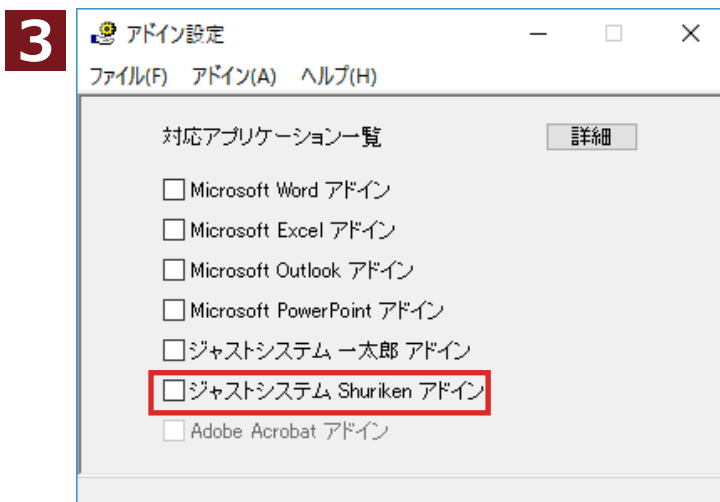 3
アドイン設定
ファイル(F) アドイン(A) ヘルプ(H)
対応アプリケーション一覧 詳細
Microsoft Word アドイン
Microsoft Excel アドイン
Microsoft Outlook アドイン
Microsoft PowerPoint アドイン
ジャストシステム 一太郎 アドイン
ジャストシステム Shuriken アドイン
Adobe Acrobat アドイン